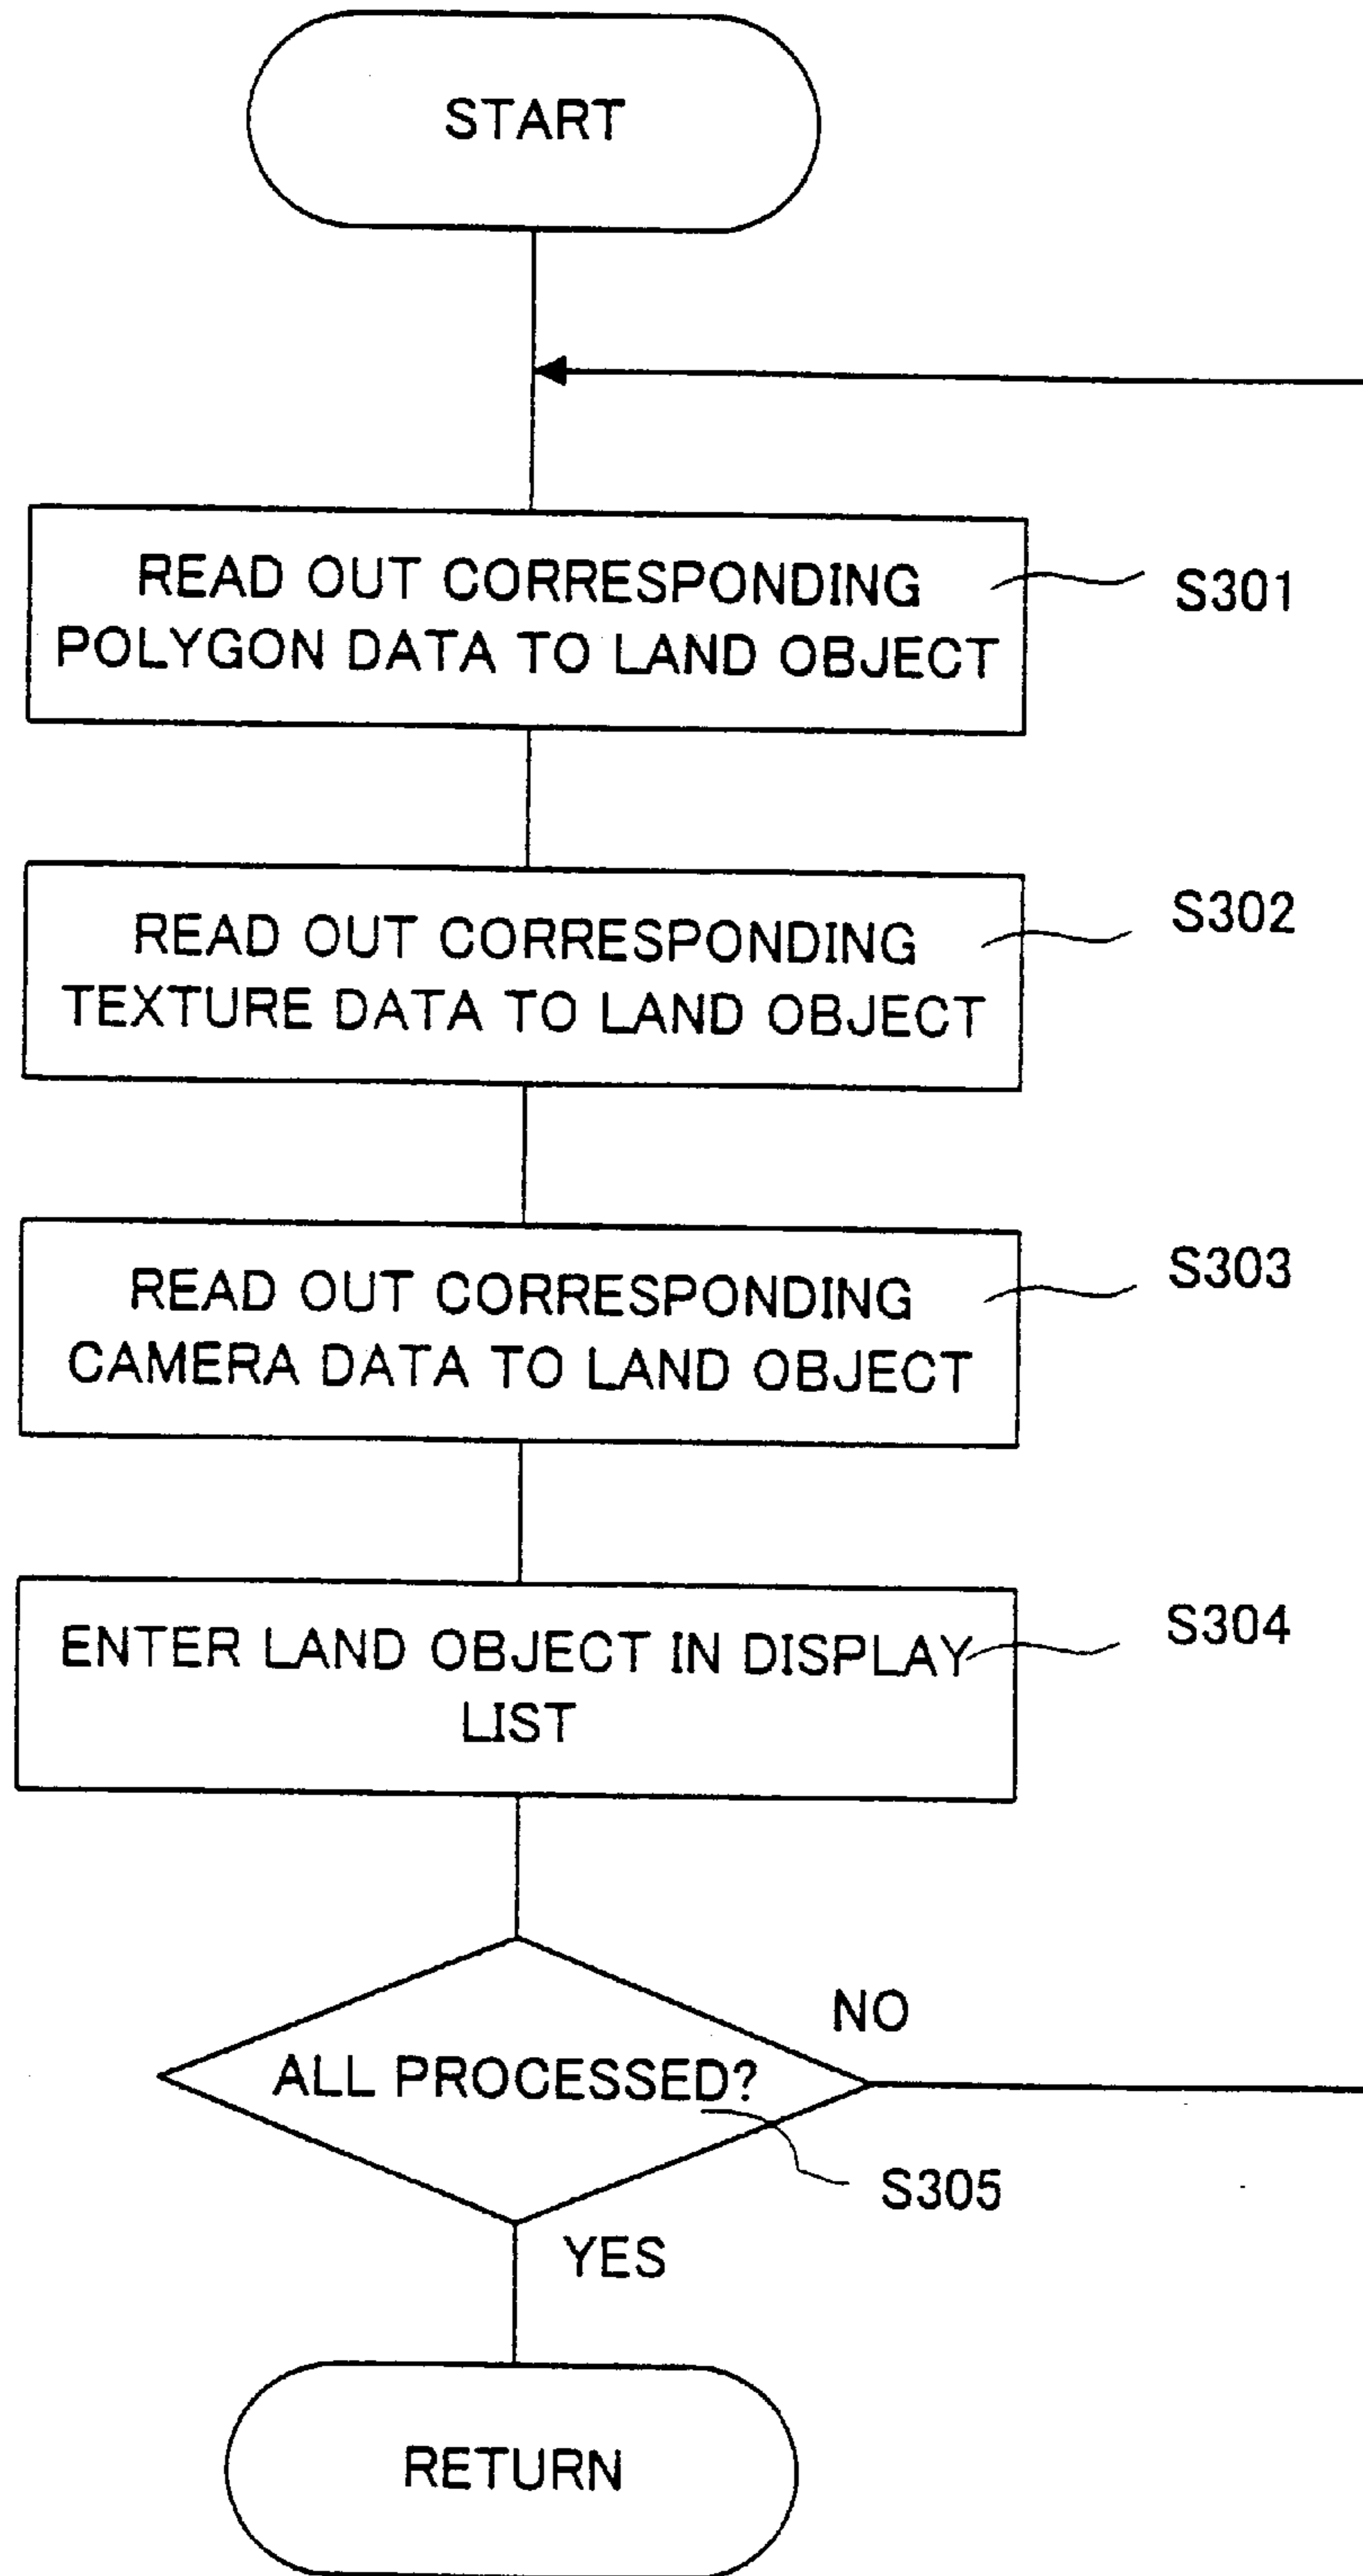 START
READ OUT CORRESPONDING
POLYGON DATA TO LAND OBJECT
S301
READ OUT CORRESPONDING
TEXTURE DATA TO LAND OBJECT
S302
READ OUT CORRESPONDING
CAMERA DATA TO LAND OBJECT
S303
ENTER LAND OBJECT IN DISPLAY
LIST
S304
NO
ALL PROCESSED?
S305
YES
RETURN